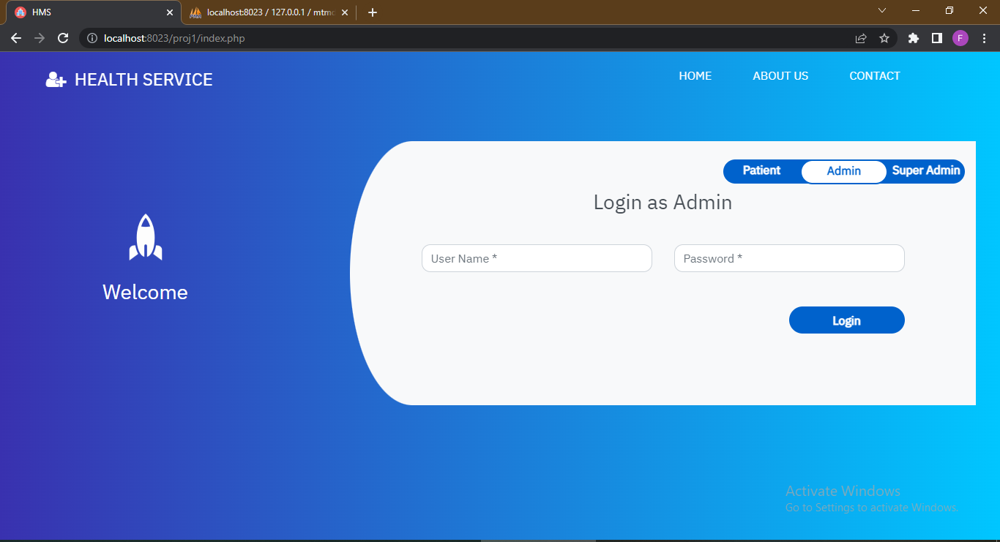 HMS
localhost:8023 / 127.0.0.1 / mtm
localhost:8023/proj1/index.php
F
HEALTH SERVICE
HOME ABOUT US CONTACT
Patient Admin Super Admin
Login as Admin
User Name * Password *
Welcome
Login
Activate Windows
Go to Settings to activate Windows.